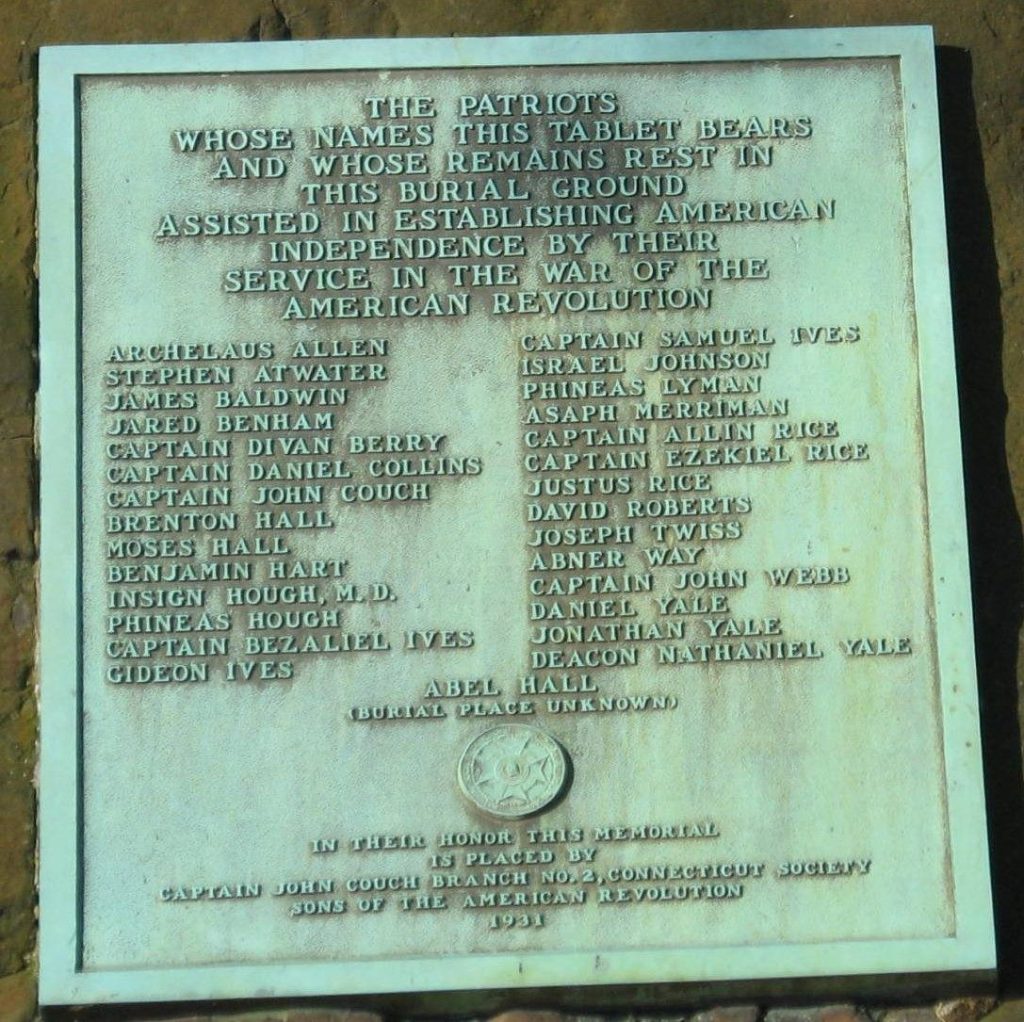 THE PATRIOTS
WHOSE NAMES THIS TABLET BEARS
AND WHOSE REMAINS REST IN
THIS BURIAL GROUND
ASSISTED IN ESTABLISHING AMERICAN
INDEPENDENCE BY THEIR
SERVICE IN THE WAR OF THE
AMERICAN REVOLUTION
ARCHELAUS ALLEN
STEPHEN ATWATER
JAMES BALDWIN
JARED BENHAM
CAPTAIN DIVAN BERRY
CAPTAIN DANIEL COLLINS
CAPTAIN JOHN COUCH
BRENTON HALL
MOSES HALL
BENJAMIN HART
INSIGN HOUGH, M.D.
PHINEAS HOUGH
CAPTAIN BEZALIEL IVES
GIDEON IVES
CAPTAIN SAMUEL IVES
ISRAEL JOHNSON
PHINEAS LYMAN
ASAPH MERRIMAN
CAPTAIN ALLIN RICE
CAPTAIN EZEKIEL RICE
JUSTUS RICE
DAVID ROBERTS
JOSEPH TWISS
ABNER WAY
CAPTAIN JOHN WEBB
DANIEL YALE
JONATHAN YALE
DEACON NATHANIEL YALE
ABEL HALL
(BURIAL PLACE UNKNOWN)
IN THEIR HONOR THIS MEMORIAL
IS PLACED BY
CAPTAIN JOHN COUCH BRANCH NO.2, CONNECTICUT SOCIETY
SONS OF THE AMERICAN REVOLUTION
1931